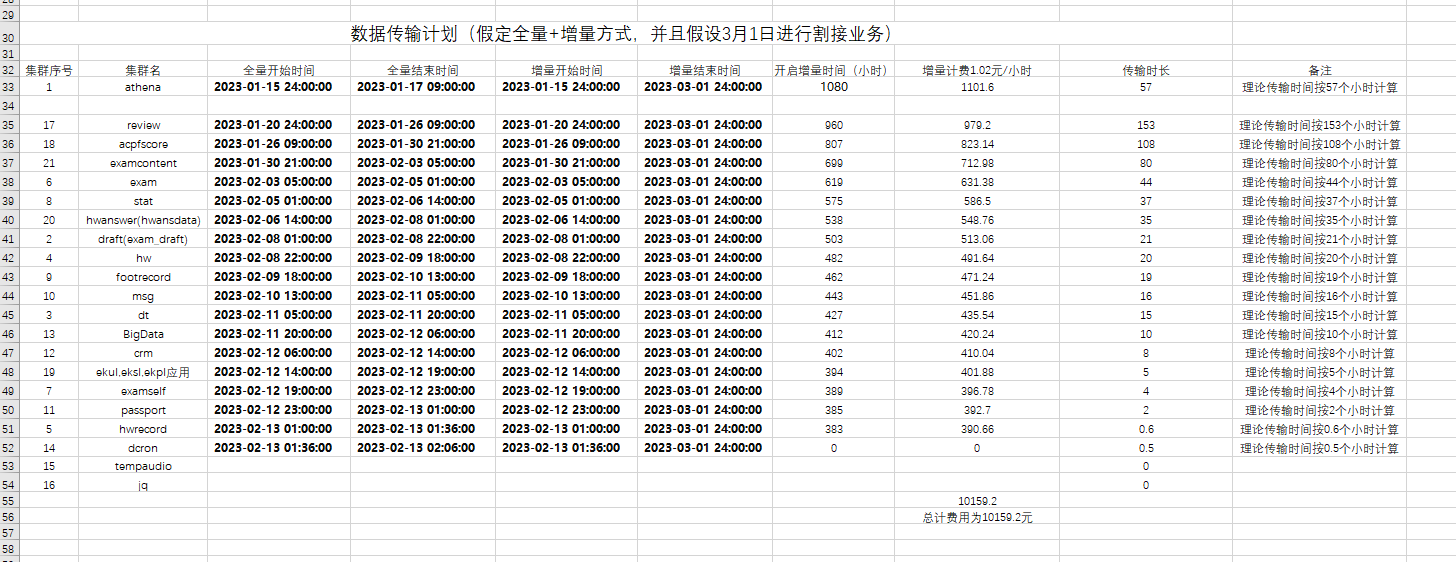 28
29
30 数据传输计划（假定全量+增量方式，并且假设3月1日进行割接业务）
31
32 集群序号 集群名 全量开始时间 全量结束时间 增量开始时间 增量结束时间 开启增量时间（小时） 增量计费1.02元/小时 传输时长 备注
33 1 athena 2023-01-15 24:00:00 2023-01-17 09:00:00 2023-01-15 24:00:00 2023-03-01 24:00:00 1080 1101.6 57 理论传输时间按57个小时计算
34
35 17 review 2023-01-20 24:00:00 2023-01-26 09:00:00 2023-01-20 24:00:00 2023-03-01 24:00:00 960 979.2 153 理论传输时间按153个小时计算
36 18 acpfscore 2023-01-26 09:00:00 2023-01-30 21:00:00 2023-01-26 09:00:00 2023-03-01 24:00:00 807 823.14 108 理论传输时间按108个小时计算
37 21 examcontent 2023-01-30 21:00:00 2023-02-03 05:00:00 2023-01-30 21:00:00 2023-03-01 24:00:00 699 712.98 80 理论传输时间按80个小时计算
38 6 exam 2023-02-03 05:00:00 2023-02-05 01:00:00 2023-02-03 05:00:00 2023-03-01 24:00:00 619 631.38 44 理论传输时间按44个小时计算
39 8 stat 2023-02-05 01:00:00 2023-02-06 14:00:00 2023-02-05 01:00:00 2023-03-01 24:00:00 575 586.5 37 理论传输时间按37个小时计算
40 20 hwanswer(hwansdata) 2023-02-06 14:00:00 2023-02-08 01:00:00 2023-02-06 14:00:00 2023-03-01 24:00:00 538 548.76 35 理论传输时间按35个小时计算
41 2 draft(exam_draft) 2023-02-08 01:00:00 2023-02-08 22:00:00 2023-02-08 01:00:00 2023-03-01 24:00:00 503 513.06 21 理论传输时间按21个小时计算
42 4 hw 2023-02-08 22:00:00 2023-02-09 18:00:00 2023-02-08 22:00:00 2023-03-01 24:00:00 482 491.64 20 理论传输时间按20个小时计算
43 9 footrecord 2023-02-09 18:00:00 2023-02-10 13:00:00 2023-02-09 18:00:00 2023-03-01 24:00:00 462 471.24 19 理论传输时间按19个小时计算
44 10 msg 2023-02-10 13:00:00 2023-02-11 05:00:00 2023-02-10 13:00:00 2023-03-01 24:00:00 443 451.86 16 理论传输时间按16个小时计算
45 3 dt 2023-02-11 05:00:00 2023-02-11 20:00:00 2023-02-11 05:00:00 2023-03-01 24:00:00 427 435.54 15 理论传输时间按15个小时计算
46 13 BigData 2023-02-11 20:00:00 2023-02-12 06:00:00 2023-02-11 20:00:00 2023-03-01 24:00:00 412 420.24 10 理论传输时间按10个小时计算
47 12 crm 2023-02-12 06:00:00 2023-02-12 14:00:00 2023-02-12 06:00:00 2023-03-01 24:00:00 402 410.04 8 理论传输时间按8个小时计算
48 19 ekul,eksl,ekpl应用 2023-02-12 14:00:00 2023-02-12 19:00:00 2023-02-12 14:00:00 2023-03-01 24:00:00 394 401.88 5 理论传输时间按5个小时计算
49 7 examself 2023-02-12 19:00:00 2023-02-12 23:00:00 2023-02-12 19:00:00 2023-03-01 24:00:00 389 396.78 4 理论传输时间按4个小时计算
50 11 passport 2023-02-12 23:00:00 2023-02-13 01:00:00 2023-02-12 23:00:00 2023-03-01 24:00:00 385 392.7 2 理论传输时间按2个小时计算
51 5 hwrecord 2023-02-13 01:00:00 2023-02-13 01:36:00 2023-02-13 01:00:00 2023-03-01 24:00:00 383 390.66 0.6 理论传输时间按0.6个小时计算
52 14 dcron 2023-02-13 01:36:00 2023-02-13 02:06:00 2023-02-13 01:36:00 2023-03-01 24:00:00 0 0 0.5 理论传输时间按0.5个小时计算
53 15 tempaudio 0
54 16 jq 0
55 10159.2
56 总计费用为10159.2元
57
58